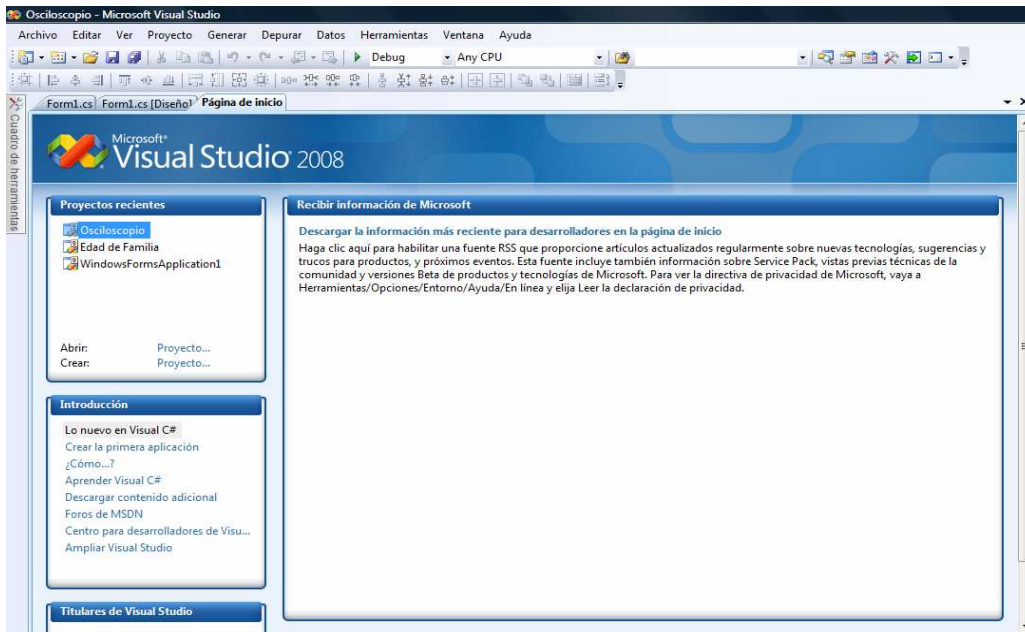 Osciloscopio - Microsoft Visual Studio
Archivo Editar Ver Proyecto Generar Depurar Datos Herramientas Ventana Ayuda
Debug Any CPU
Form1.cs Form1.cs [Diseño] Página de inicio
Cuadro de herramientas
Microsoft®
Visual Studio® 2008
Proyectos recientes
Osciloscopio
Edad de Familia
WindowsFormsApplication1
Abrir: Proyecto...
Crear: Proyecto...
Recibir información de Microsoft
Descargar la información más reciente para desarrolladores en la página de inicio
Haga clic aquí para habilitar una fuente RSS que proporcione artículos actualizados regularmente sobre nuevas tecnologías, sugerencias y
trucos para productos, y próximos eventos. Esta fuente incluye también información sobre Service Pack, vistas previas técnicas de la
comunidad y versiones Beta de productos y tecnologías de Microsoft. Para ver la directiva de privacidad de Microsoft, vaya a
Herramientas/Opciones/Entorno/Ayuda/En línea y elija Leer la declaración de privacidad.
Introducción
Lo nuevo en Visual C#
Crear la primera aplicación
¿Cómo...?
Aprender Visual C#
Descargar contenido adicional
Foros de MSDN
Centro para desarrolladores de Visu...
Ampliar Visual Studio
Titulares de Visual Studio